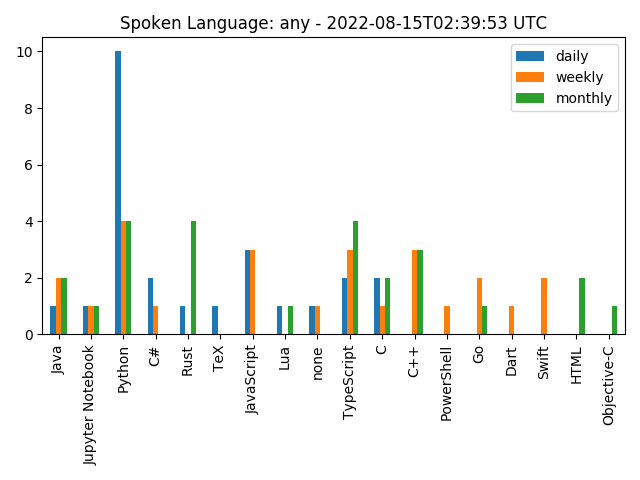 Spoken Language: any - 2022-08-15T02:39:53 UTC
daily
weekly
monthly
10
8
6
4
2
0
Java
Jupyter Notebook
Python
C#
Rust
TeX
JavaScript
Lua
none
TypeScript
C
C++
PowerShell
Go
Dart
Swift
HTML
Objective-C